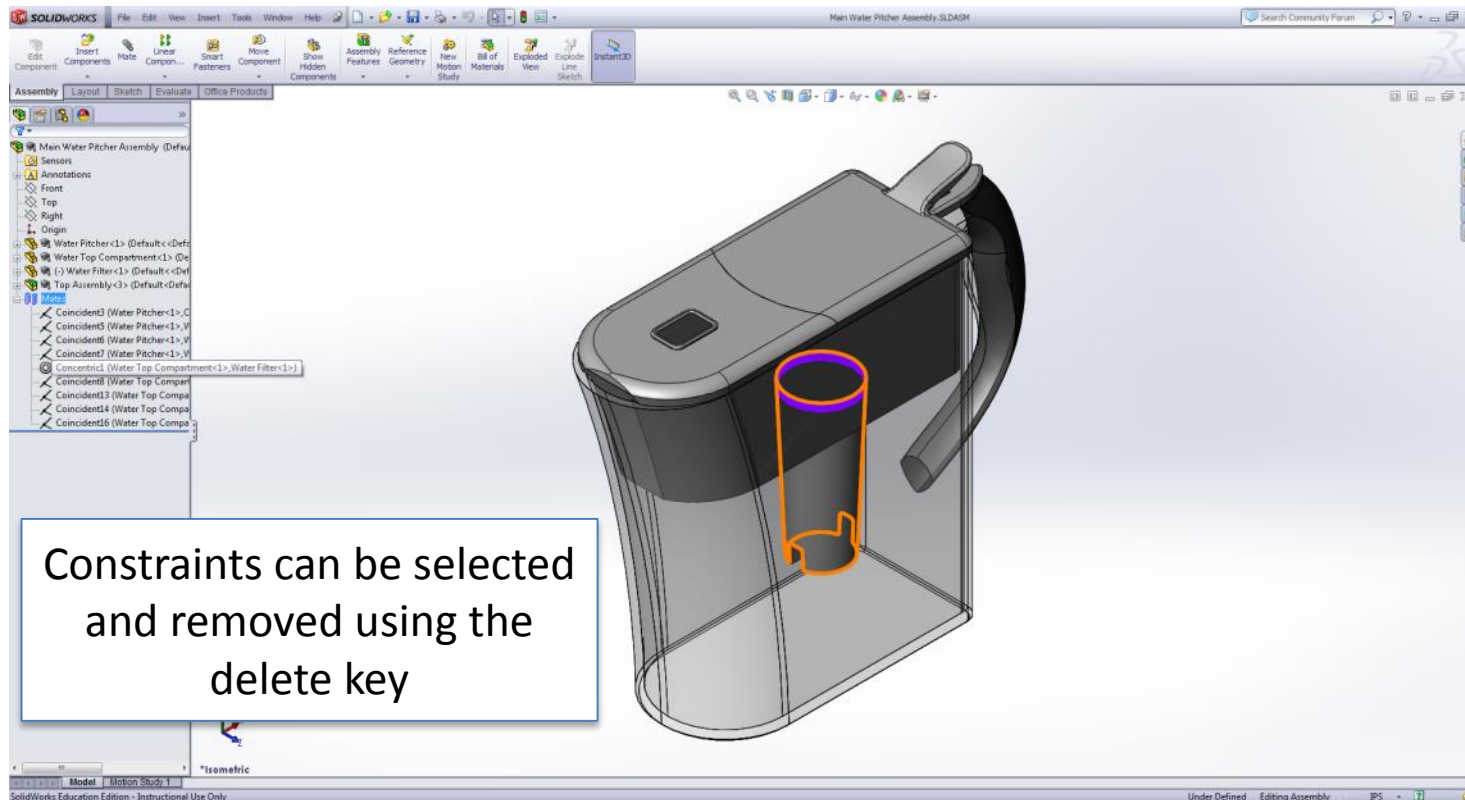 SOLIDWORKS File Edit View Insert Tools Window Help
Main Water Pitcher Assembly.SLDASM
Search Community Forum
Edit Component
Insert Components
Mate
Linear Compon...
Smart Fasteners
Move Component
Show Hidden Components
Assembly Features
Reference Geometry
New Motion Study
Bill of Materials
Exploded View
Explode Line Sketch
Instant3D
Assembly Layout Sketch Evaluate Office Products
Main Water Pitcher Assembly (Defau
Sensors
Annotations
Front
Top
Right
Origin
Water Pitcher<1> (Default<<Defa
Water Top Compartment<1> (De
(-) Water Filter<1> (Default<<Def
Top Assembly<3> (Default<Defau
Mates
Coincident3 (Water Pitcher<1>,C
Coincident5 (Water Pitcher<1>,W
Coincident6 (Water Pitcher<1>,W
Coincident7 (Water Pitcher<1>,W
Concentric1 (Water Top Compartment<1>,Water Filter<1>)
Coincident8 (Water Top Compart
Coincident13 (Water Top Compa
Coincident14 (Water Top Compa
Coincident16 (Water Top Compa
Constraints can be selected
and removed using the
delete key
Z
*Isometric
Model Motion Study 1
SolidWorks Education Edition - Instructional Use Only
Under Defined Editing Assembly IPS